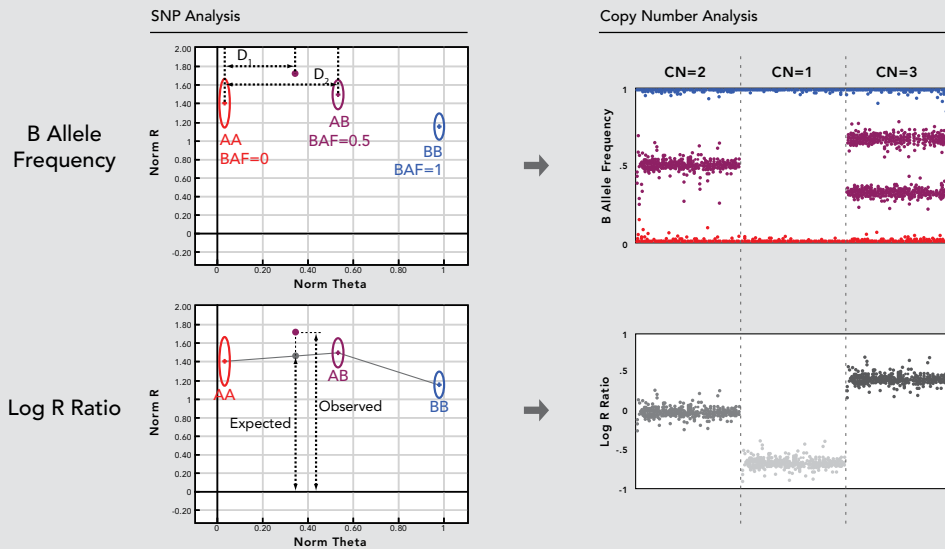 SNP Analysis
Copy Number Analysis
B Allele
Frequency
Norm R
2.00
1.80
1.60
1.40
1.20
1
0.80
0.60
0.40
0.20
0
-0.20
D1
D2
AA
BAF=0
AB
BAF=0.5
BB
BAF=1
0
0.20
0.40
0.60
0.80
1
Norm Theta
CN=2
CN=1
CN=3
B Allele Frequency
1
.5
0
Log R Ratio
Norm R
2.00
1.80
1.60
1.40
1.20
1
0.80
0.60
0.40
0.20
0
-0.20
AA
AB
BB
Expected
Observed
0
0.20
0.40
0.60
0.80
1
Norm Theta
Log R Ratio
1
.5
0
-.5
-1